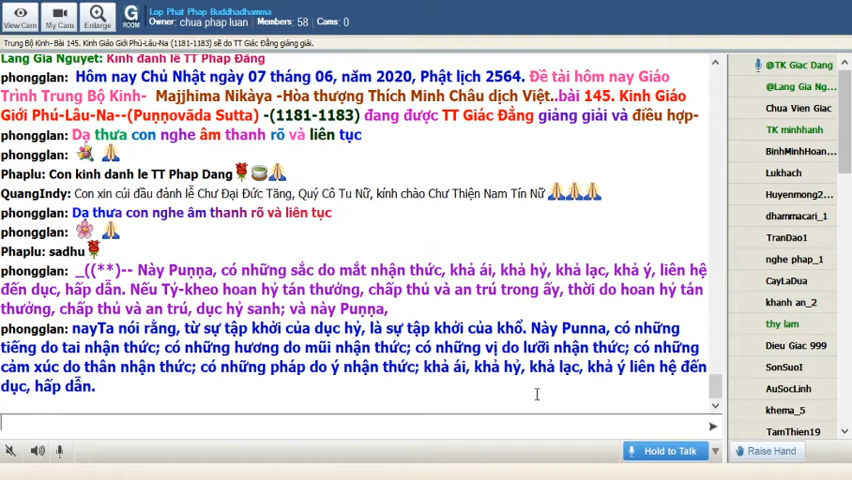 View Cam
My Cams
Enlarge
G
ROOM
Lop Phat Phap Buddhadhamma
Owner: chua phap luan
Members: 58
Cams: 0
Trung Bộ Kinh- Bài 145. Kinh Giáo Giới Phú-Lâu-Na (1181-1183) sẽ do TT Giác Đẳng giảng giải.
Lang Gia Nguyet: Kính đảnh lễ TT Pháp Đăng
phongglan: Hôm nay Chủ Nhật ngày 07 tháng 06, năm 2020, Phật lịch 2564. Đề tài hôm nay Giáo
Trình Trung Bộ Kinh- Majjhima Nikàya -Hòa thượng Thích Minh Châu dịch Việt..bài 145. Kinh Giáo
Giới Phú-Lâu-Na--(Puṇṇovāda Sutta) -(1181-1183) đang được TT Giác Đẳng giảng giải và điều hợp-
phongglan: Dạ thưa con nghe âm thanh rõ và liên tục
phongglan:
Phaplu: Con kinh danh le TT Phap Dang
QuangIndy: Con xin cúi đầu đảnh lễ Chư Đại Đức Tăng, Quý Cô Tu Nữ, kính chào Chư Thiện Nam Tín Nữ
phongglan: Dạ thưa con nghe âm thanh rõ và liên tục
phongglan:
Phaplu: sadhu
phongglan: _((**)-- Này Puṇṇa, có những sắc do mắt nhận thức, khả ái, khả hỷ, khả lạc, khả ý, liên hệ
đến dục, hấp dẫn. Nếu Tỷ-kheo hoan hỷ tán thưởng, chấp thủ và an trú trong ấy, thời do hoan hỷ tán
thưởng, chấp thủ và an trú, dục hỷ sanh; và này Puṇṇa,
phongglan: nayTa nói rằng, từ sự tập khởi của dục hỷ, là sự tập khởi của khổ. Này Punna, có những
tiếng do tai nhận thức; có những hương do mũi nhận thức; có những vị do lưỡi nhận thức; có những
cảm xúc do thân nhận thức; có những pháp do ý nhận thức; khả ái, khả hỷ, khả lạc, khả ý liên hệ đến
dục, hấp dẫn.
Hold to Talk
@TK Giac Dang
@Lang Gia Ng...
Chua Vien Giac
TK minhhanh
BinhMinhHoan...
Lukhach
Huyenmong2...
dhammacari_1
TranDao1
nghe phap_1
CayLaDua
khanh an_2
thy lam
Dieu Giac 999
SonSuoI
AuSocLinh
khema_5
TamThien19
Raise Hand